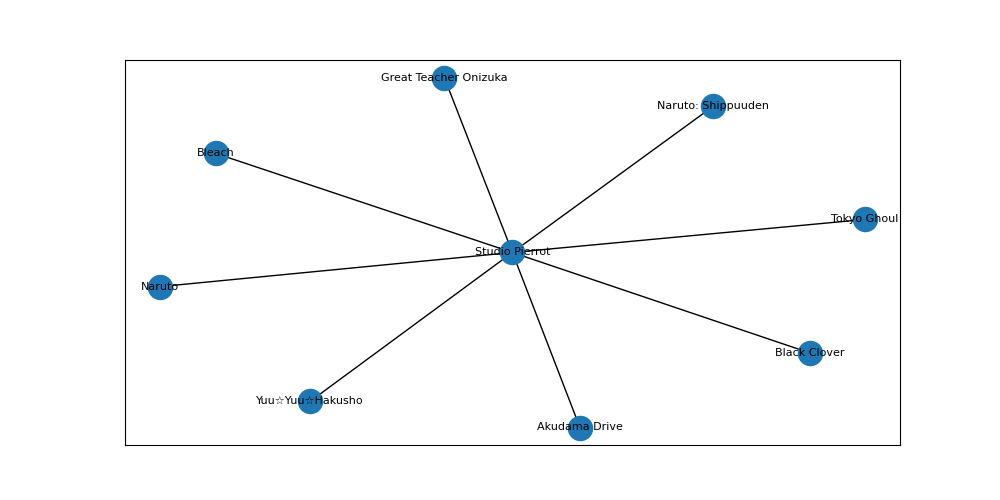 Great Teacher Onizuka
Naruto: Shippuuden
Bleach
Tokyo Ghoul
Studio Pierrot
Naruto
Black Clover
Yuu☆Yuu☆Hakusho
Akudama Drive